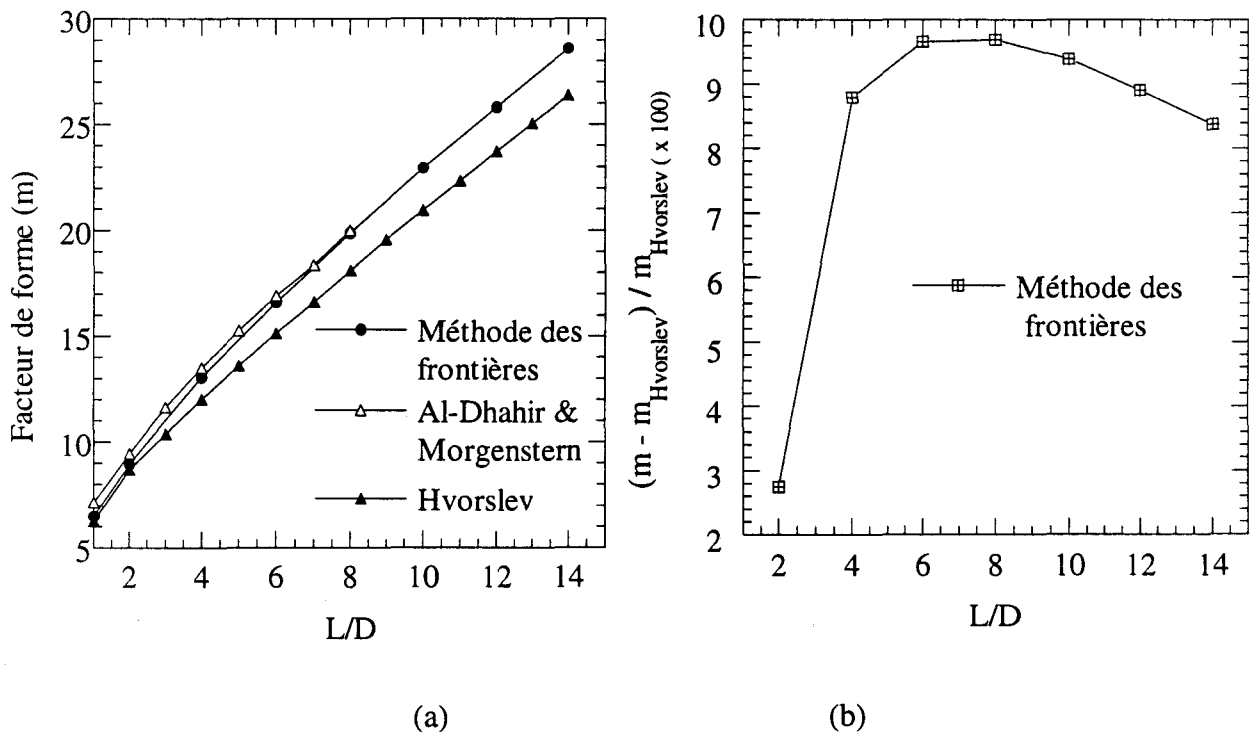 30
25
20
15
10
5
Facteur de forme (m)
Méthode des
frontières
Al-Dhahir &
Morgenstern
Hvorslev
2 4 6 8 10 12 14
L/D
(a)
10
9
8
7
6
5
4
3
2
(m - mHvorslev) / mHvorslev ( x 100)
Méthode des
frontières
2 4 6 8 10 12 14
L/D
(b)